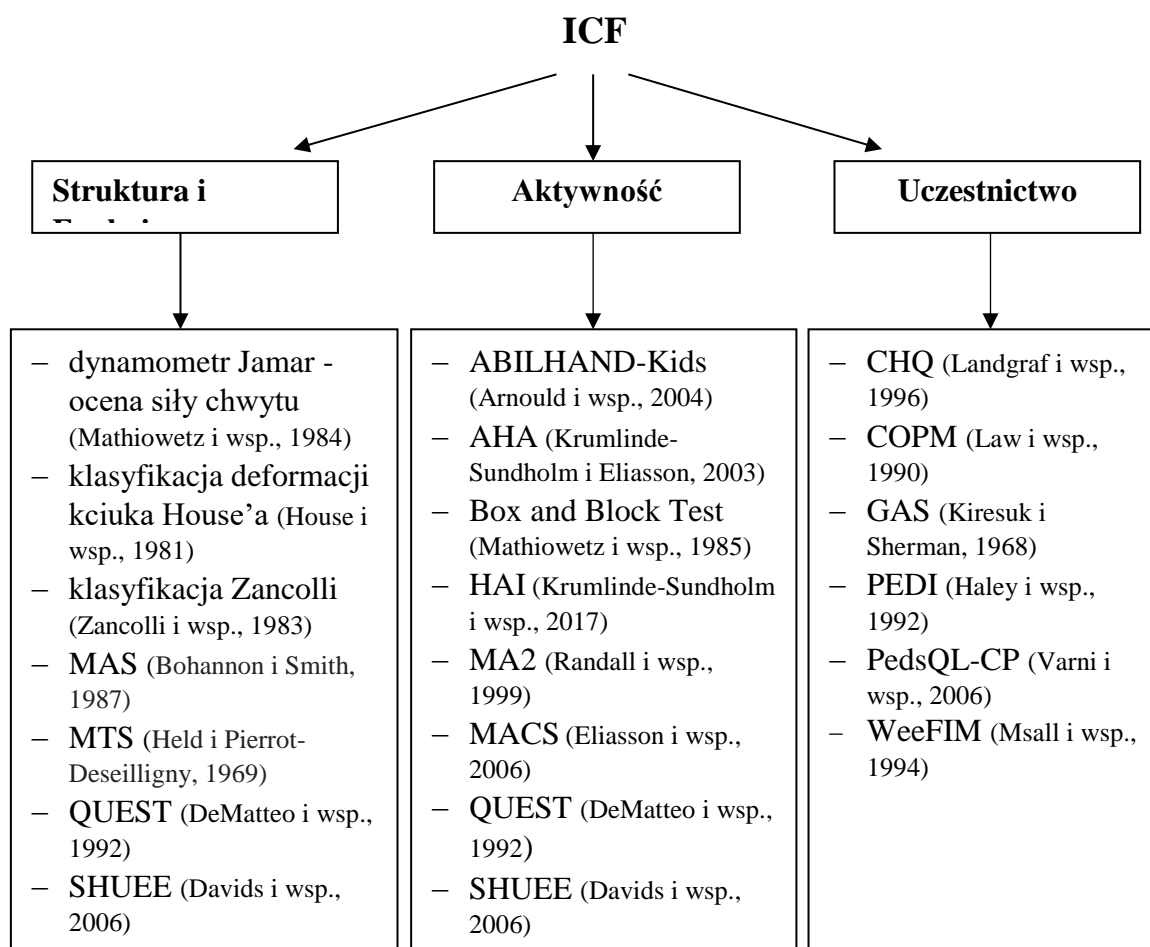 ICF
Struktura i
Aktywność
Uczestnictwo
– dynamometr Jamar -
ocena siły chwytu
(Mathiowetz i wsp., 1984)
– klasyfikacja deformacji
kciuka House’a (House i
wsp., 1981)
– klasyfikacja Zancolli
(Zancolli i wsp., 1983)
– MAS (Bohannon i Smith,
1987)
– MTS (Held i Pierrot-
Deseilligny, 1969)
– QUEST (DeMatteo i wsp.,
1992)
– SHUEE (Davids i wsp.,
2006)
– ABILHAND-Kids
(Arnould i wsp., 2004)
– AHA (Krumlinde-
Sundholm i Eliasson, 2003)
– Box and Block Test
(Mathiowetz i wsp., 1985)
– HAI (Krumlinde-Sundholm
i wsp., 2017)
– MA2 (Randall i wsp.,
1999)
– MACS (Eliasson i wsp.,
2006)
– QUEST (DeMatteo i wsp.,
1992)
– SHUEE (Davids i wsp.,
2006)
– CHQ (Landgraf i wsp.,
1996)
– COPM (Law i wsp.,
1990)
– GAS (Kiresuk i
Sherman, 1968)
– PEDI (Haley i wsp.,
1992)
– PedsQL-CP (Varni i
wsp., 2006)
– WeeFIM (Msall i wsp.,
1994)